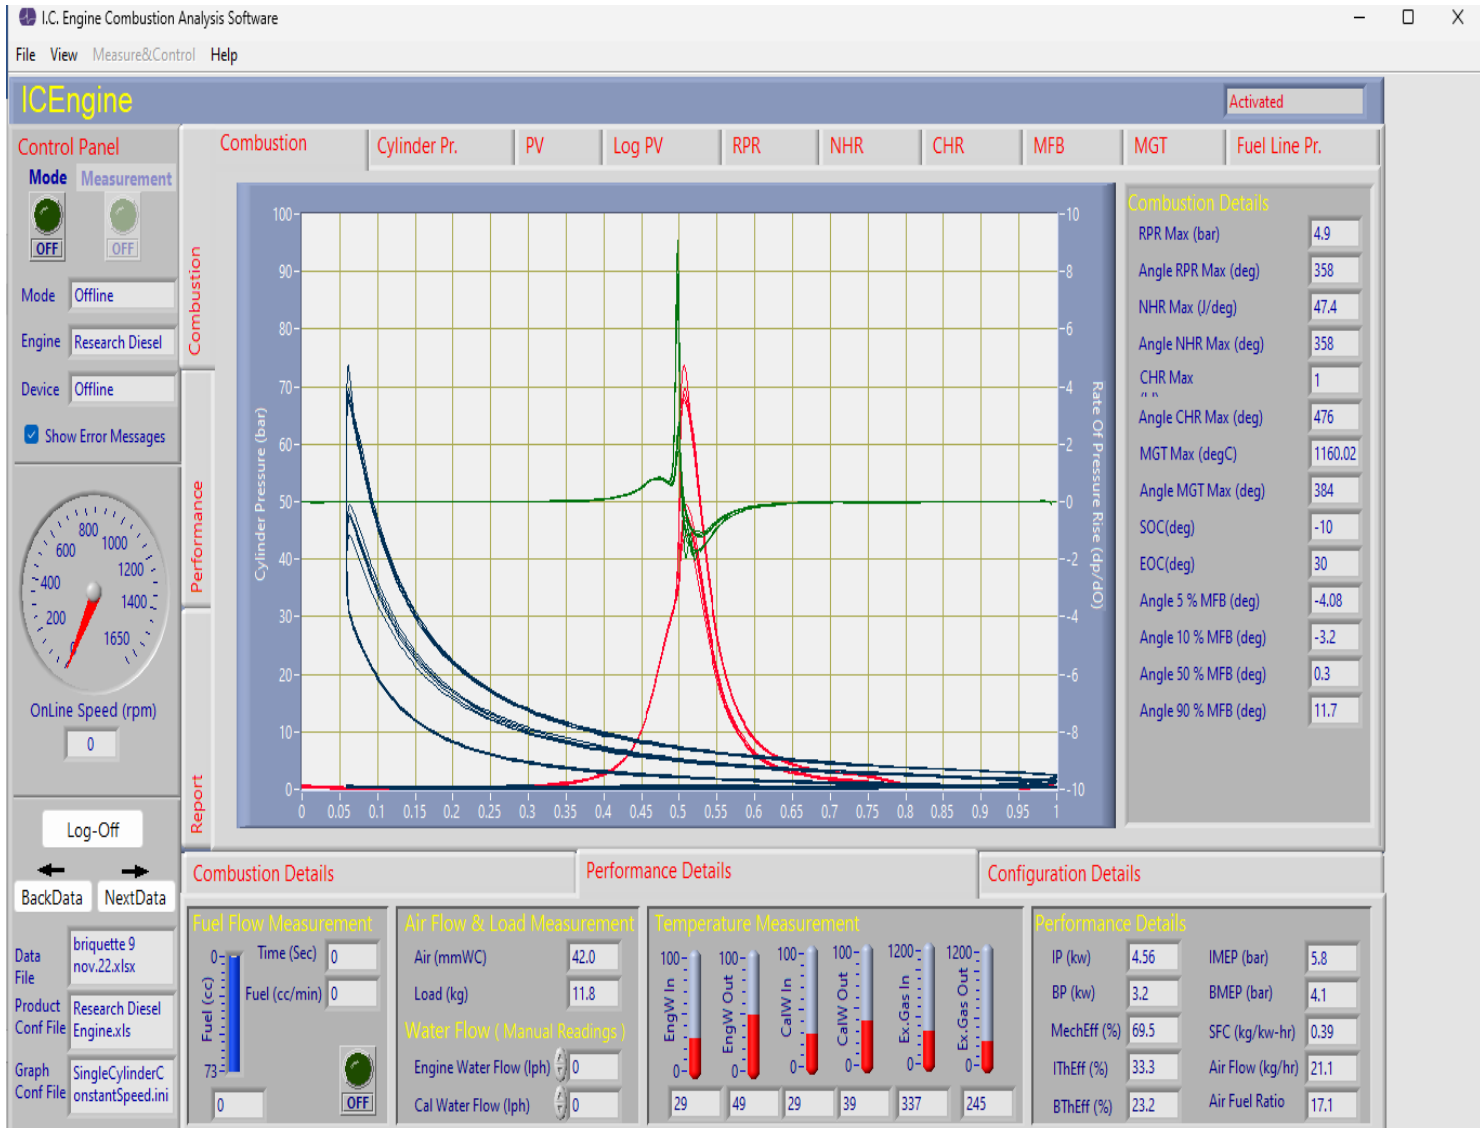 I.C. Engine Combustion Analysis Software
File View Measure&Control Help
ICEngine
Activated
Control Panel
Mode Measurement
OFF OFF
Mode Offline
Engine Research Diesel
Device Offline
Show Error Messages
0 200 400 600 800 1000 1200 1400 1650
OnLine Speed (rpm)
0
Log-Off
BackData NextData
Data File
briquette 9 nov.22.xlsx
Product Conf File
Research Diesel Engine.xls
Graph Conf File
SingleCylinderC
onstantSpeed.ini
Combustion
Performance
Report
Combustion Cylinder Pr. PV Log PV RPR NHR CHR MFB MGT Fuel Line Pr.
Cylinder Pressure (bar)
100
90
80
70
60
50
40
30
20
10
0
0 0.05 0.1 0.15 0.2 0.25 0.3 0.35 0.4 0.45 0.5 0.55 0.6 0.65 0.7 0.75 0.8 0.85 0.9 0.95 1
-10
-8
-6
-4
-2
-0
--2
--4
--6
--8
--10
Rate Of Pressure Rise (dp/dO)
Combustion Details
RPR Max (bar) 4.9
Angle RPR Max (deg) 358
NHR Max (J/deg) 47.4
Angle NHR Max (deg) 358
CHR Max 1
Angle CHR Max (deg) 476
MGT Max (degC) 1160.02
Angle MGT Max (deg) 384
SOC(deg) -10
EOC(deg) 30
Angle 5 % MFB (deg) -4.08
Angle 10 % MFB (deg) -3.2
Angle 50 % MFB (deg) 0.3
Angle 90 % MFB (deg) 11.7
Combustion Details Performance Details Configuration Details
Fuel Flow Measurement
Fuel (cc)
0
73
0
Time (Sec) 0
Fuel (cc/min) 0
OFF
Air Flow & Load Measurement
Air (mmWC) 42.0
Load (kg) 11.8
Water Flow ( Manual Readings )
Engine Water Flow (lph) 0
Cal Water Flow (lph) 0
Temperature Measurement
100 100 100 100 1200 1200
EngW In EngW Out CalW In CalW Out Ex.Gas In Ex.Gas Out
0 0 0 0 0 0
29 49 29 39 337 245
Performance Details
IP (kw) 4.56 IMEP (bar) 5.8
BP (kw) 3.2 BMEP (bar) 4.1
MechEff (%) 69.5 SFC (kg/kw-hr) 0.39
IThEff (%) 33.3 Air Flow (kg/hr) 21.1
BThEff (%) 23.2 Air Fuel Ratio 17.1